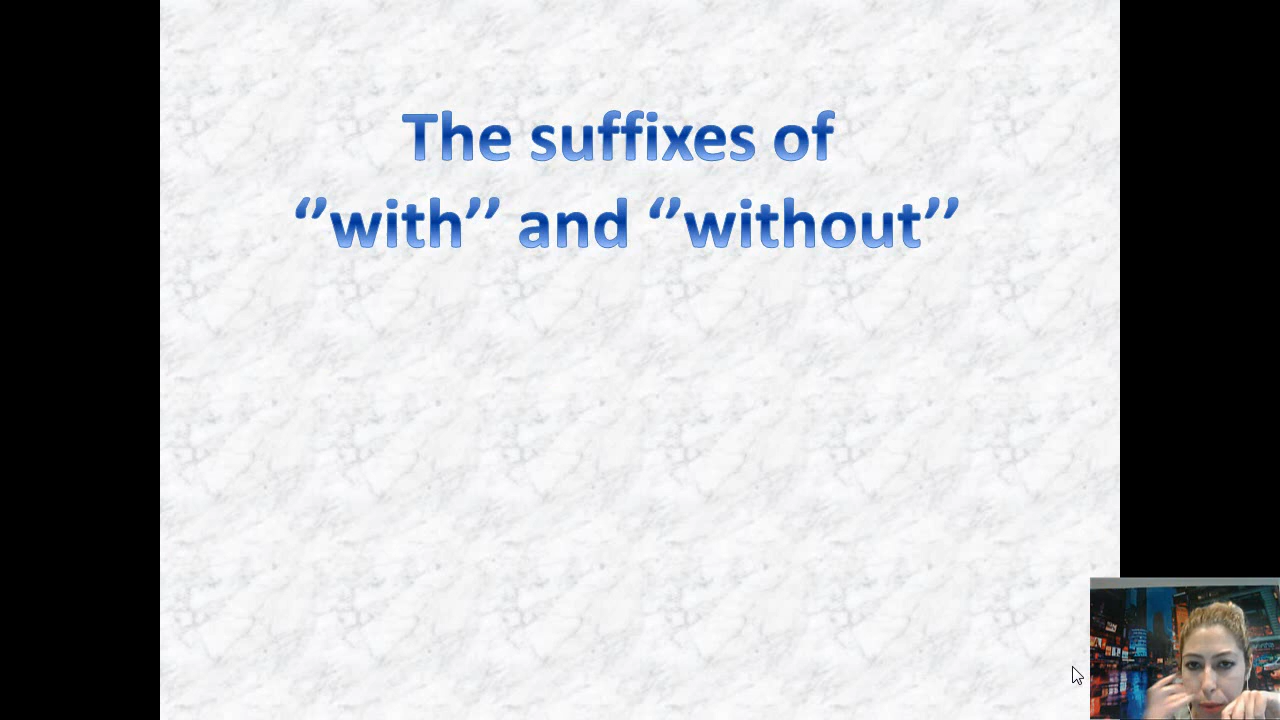 The suffixes of
‘’with’’ and ‘’without’’